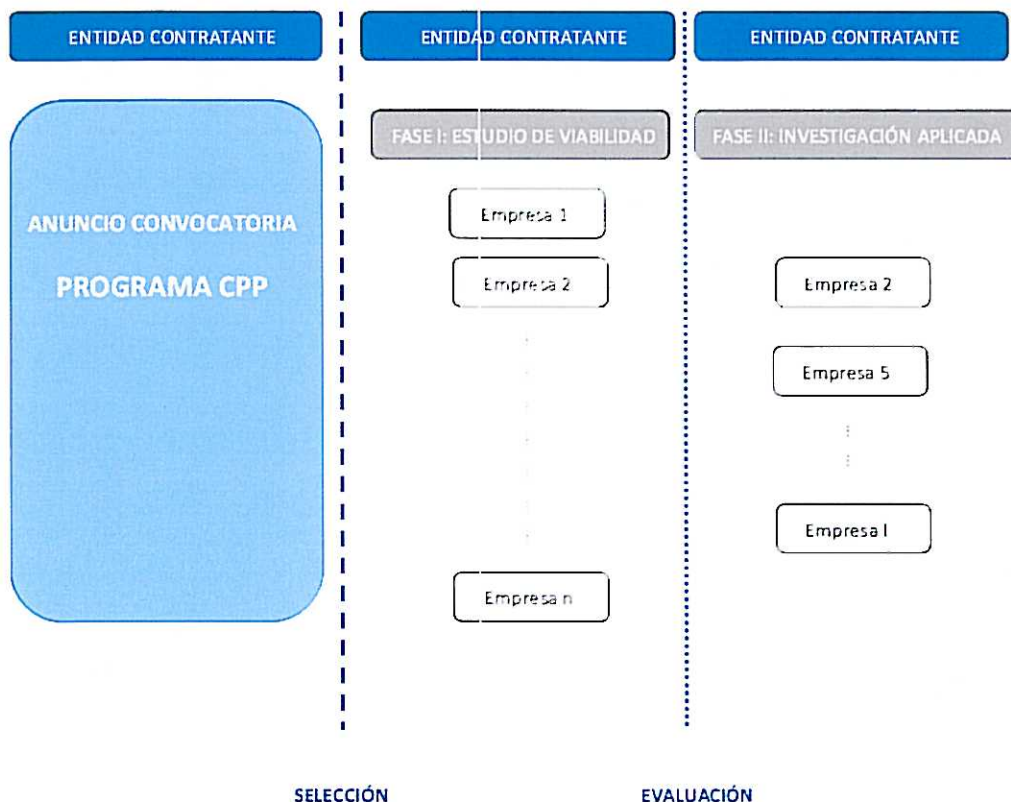 ENTIDAD CONTRATANTE
ENTIDAD CONTRATANTE
ENTIDAD CONTRATANTE
ANUNCIO CONVOCATORIA
PROGRAMA CPP
FASE I: ESTUDIO DE VIABILIDAD
Empresa 1
Empresa 2
Empresa n
FASE II: INVESTIGACIÓN APLICADA
Empresa 2
Empresa 5
Empresa l
SELECCIÓN
EVALUACIÓN